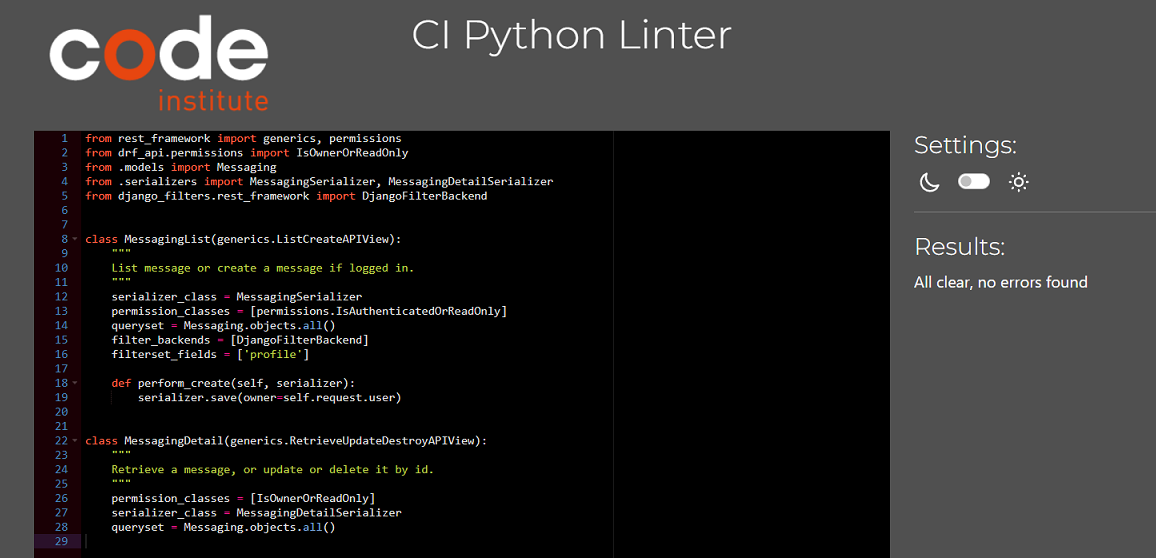 code
institute
CI Python Linter
1 from rest_framework import generics, permissions
2 from drf_api.permissions import IsOwnerOrReadOnly
3 from .models import Messaging
4 from .serializers import MessagingSerializer, MessagingDetailSerializer
5 from django_filters.rest_framework import DjangoFilterBackend
6
7
8 class MessagingList(generics.ListCreateAPIView):
9     """
10     List message or create a message if logged in.
11     """
12     serializer_class = MessagingSerializer
13     permission_classes = [permissions.IsAuthenticatedOrReadOnly]
14     queryset = Messaging.objects.all()
15     filter_backends = [DjangoFilterBackend]
16     filterset_fields = ['profile']
17
18     def perform_create(self, serializer):
19         serializer.save(owner=self.request.user)
20
21
22 class MessagingDetail(generics.RetrieveUpdateDestroyAPIView):
23     """
24     Retrieve a message, or update or delete it by id.
25     """
26     permission_classes = [IsOwnerOrReadOnly]
27     serializer_class = MessagingDetailSerializer
28     queryset = Messaging.objects.all()
29
Settings:
Results:
All clear, no errors found